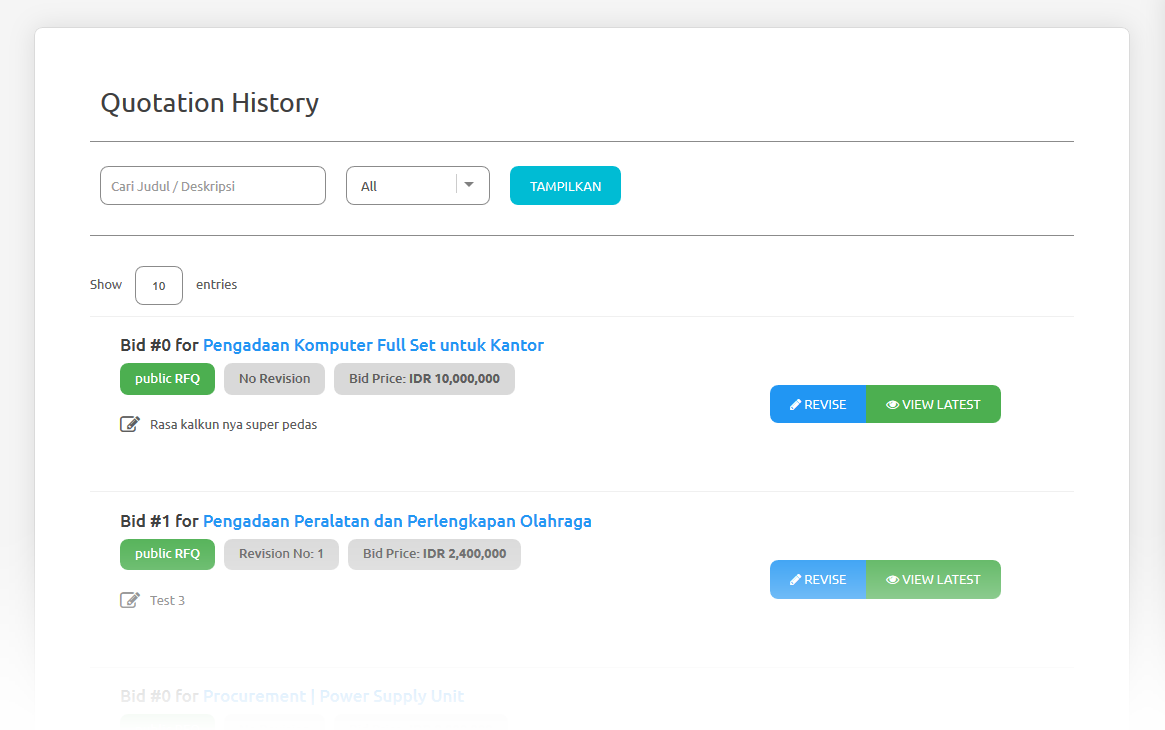 Quotation History
Cari Judul / Deskripsi
All
TAMPILKAN
Show 10 entries
Bid #0 for Pengadaan Komputer Full Set untuk Kantor
public RFQ No Revision Bid Price: IDR 10,000,000
REVISE VIEW LATEST
Rasa kalkun nya super pedas
Bid #1 for Pengadaan Peralatan dan Perlengkapan Olahraga
public RFQ Revision No: 1 Bid Price: IDR 2,400,000
REVISE VIEW LATEST
Test 3
Bid #0 for Procurement | Power Supply Unit